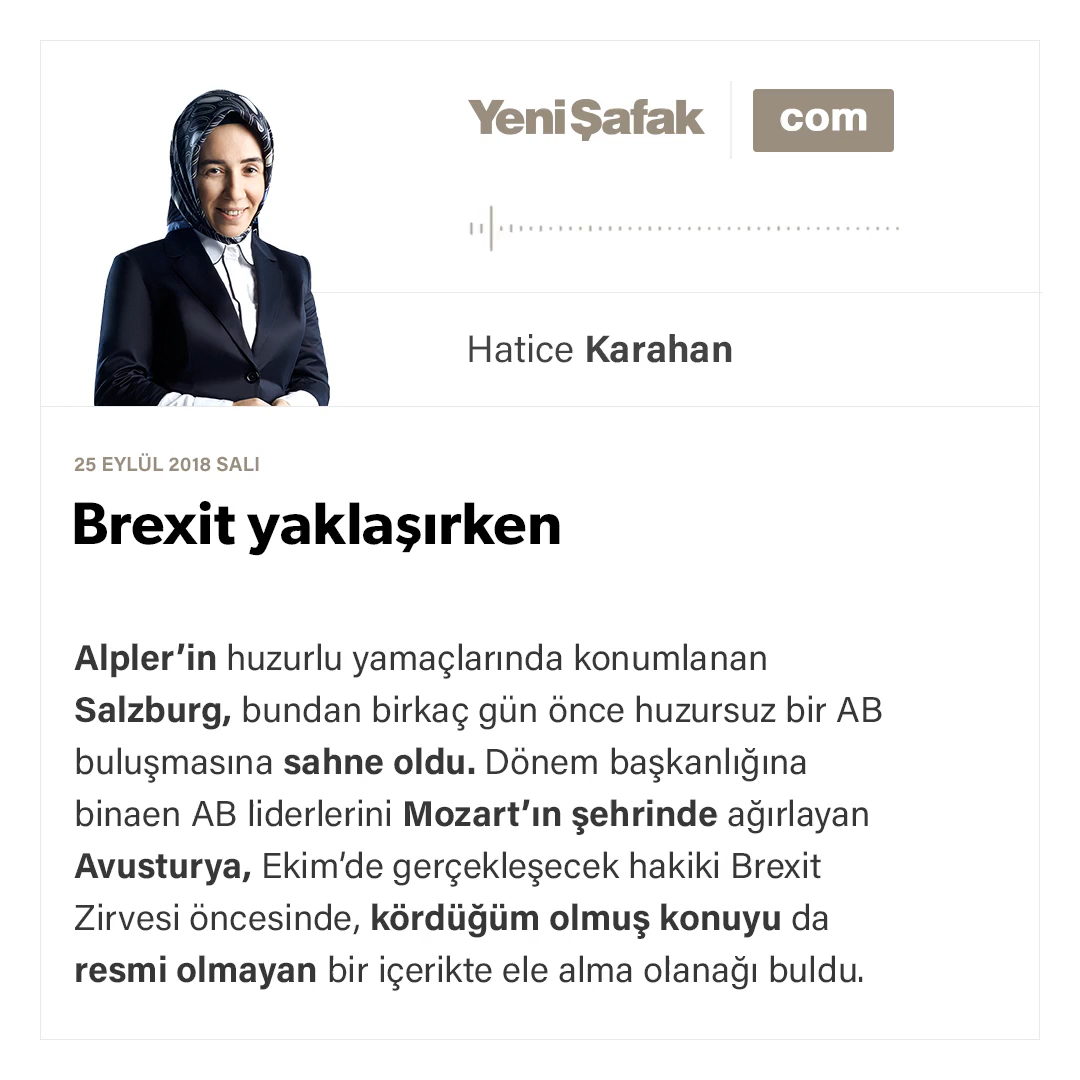 YeniŞafak com
Hatice Karahan
25 EYLÜL 2018 SALI
Brexit yaklaşırken
Alpler’in huzurlu yamaçlarında konumlanan
Salzburg, bundan birkaç gün önce huzursuz bir AB
buluşmasına sahne oldu. Dönem başkanlığına
binaen AB liderlerini Mozart’ın şehrinde ağırlayan
Avusturya, Ekim’de gerçekleşecek hakiki Brexit
Zirvesi öncesinde, kördüğüm olmuş konuyu da
resmi olmayan bir içerikte ele alma olanağı buldu.